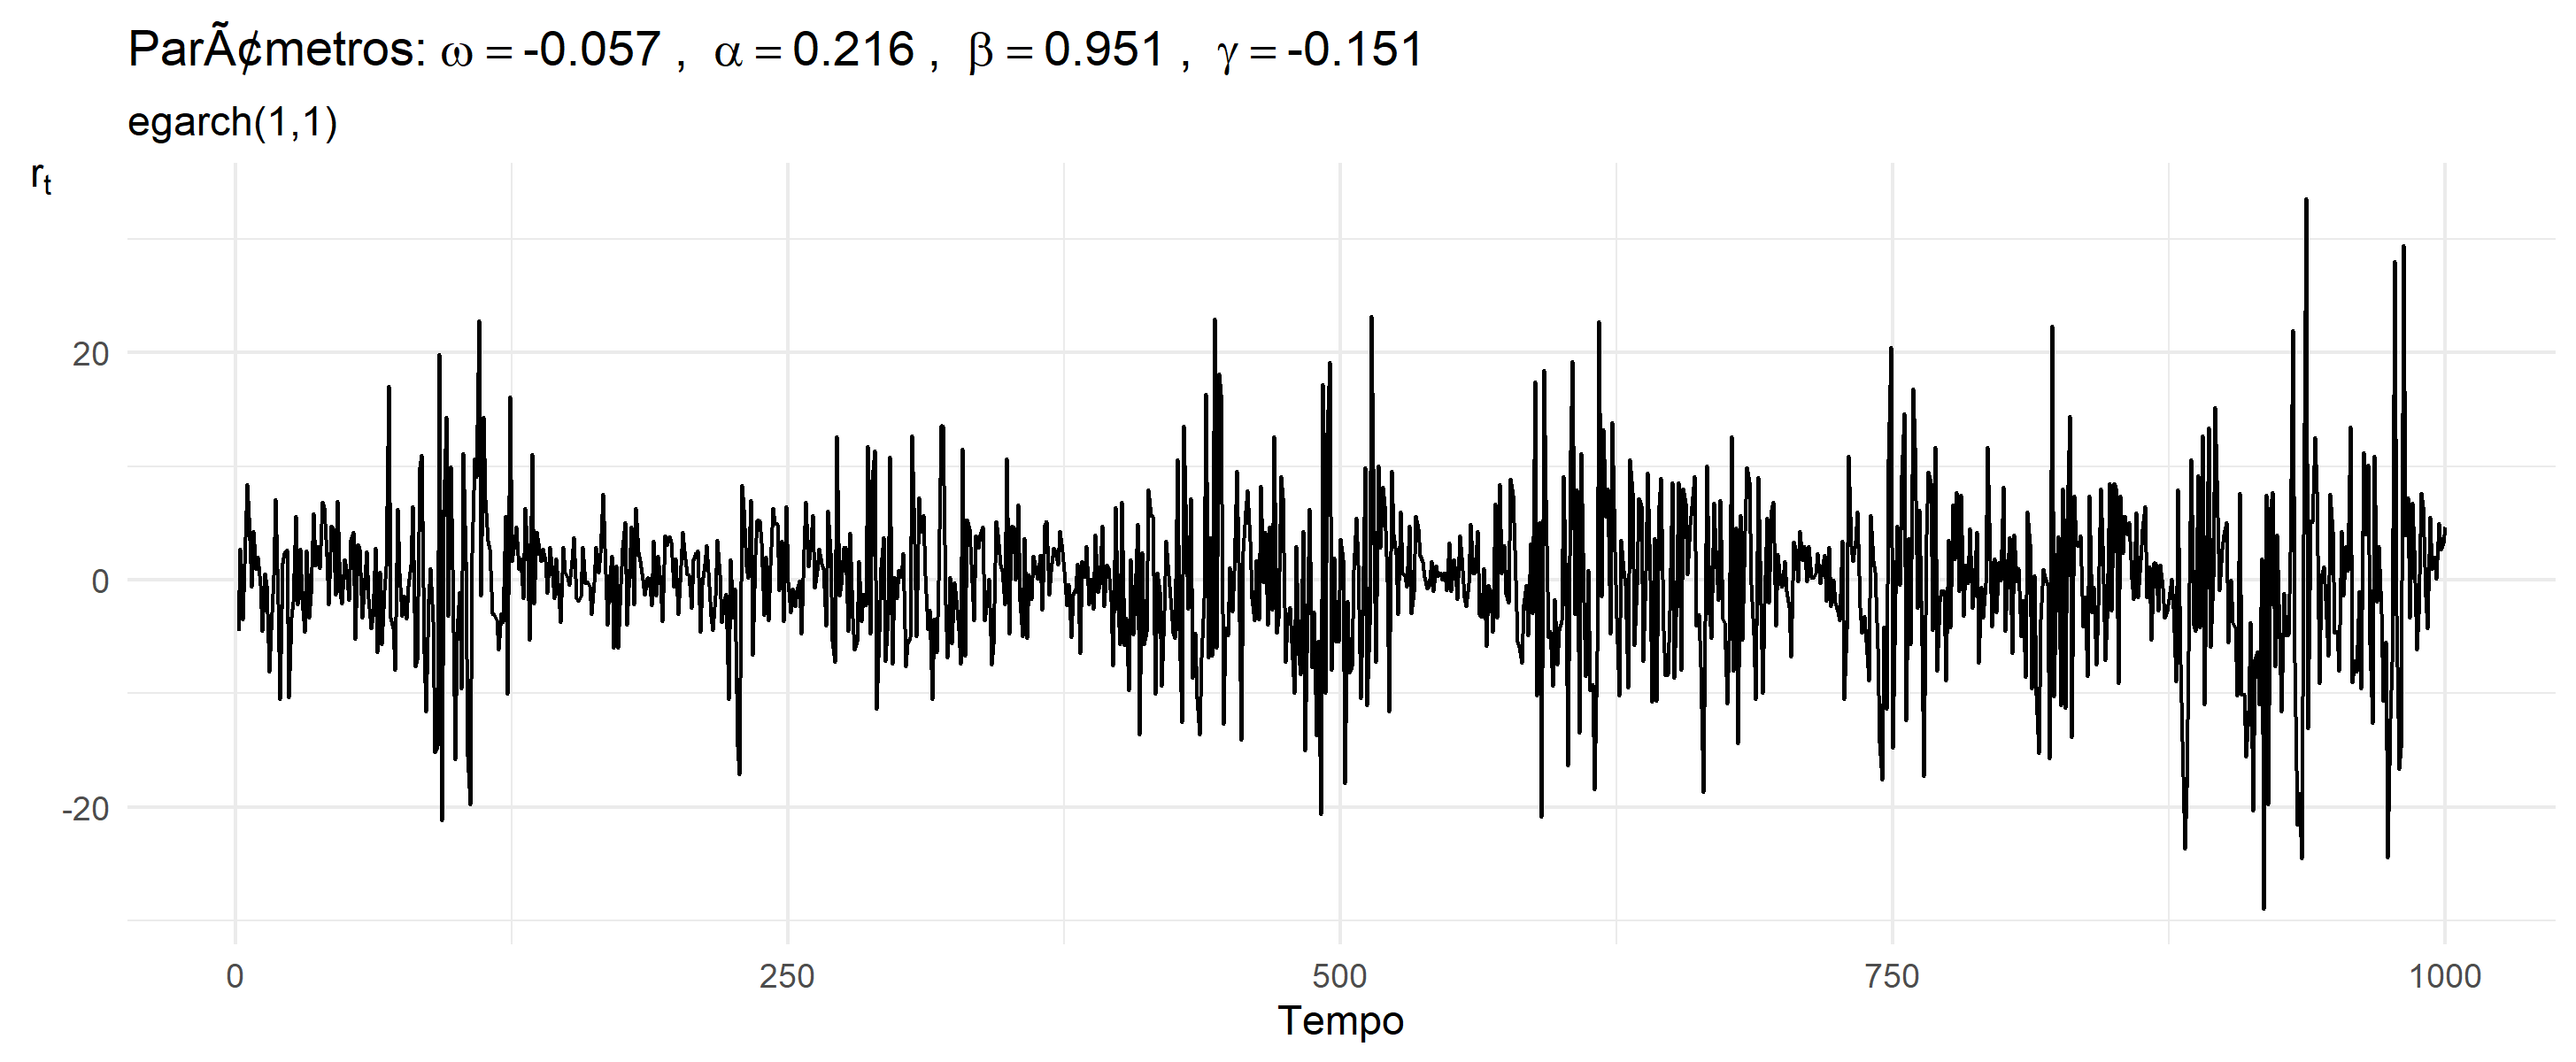 ParÃ¢metros: ω = -0.057 , α = 0.216 , β = 0.951 , γ = -0.151
egarch(1,1)
rt
20
0
-20
0 250 500 750 1000
Tempo